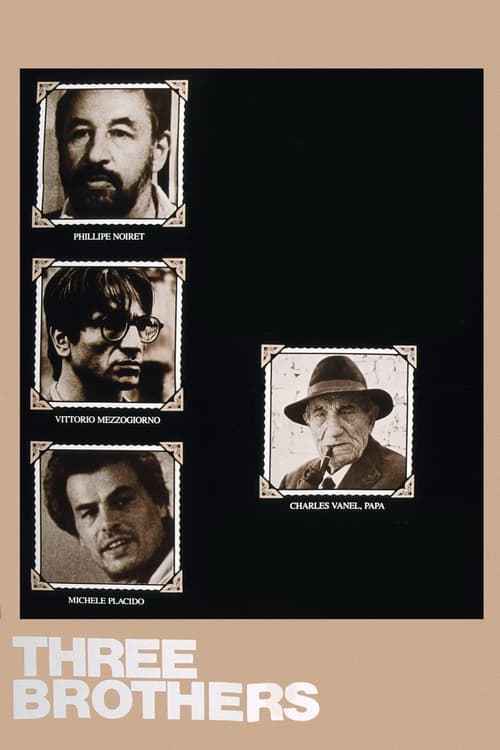 PHILLIPE NOIRET
VITTORIO MEZZOGIORNO
CHARLES VANEL, PAPA
MICHELE PLACIDO
THREE
BROTHERS